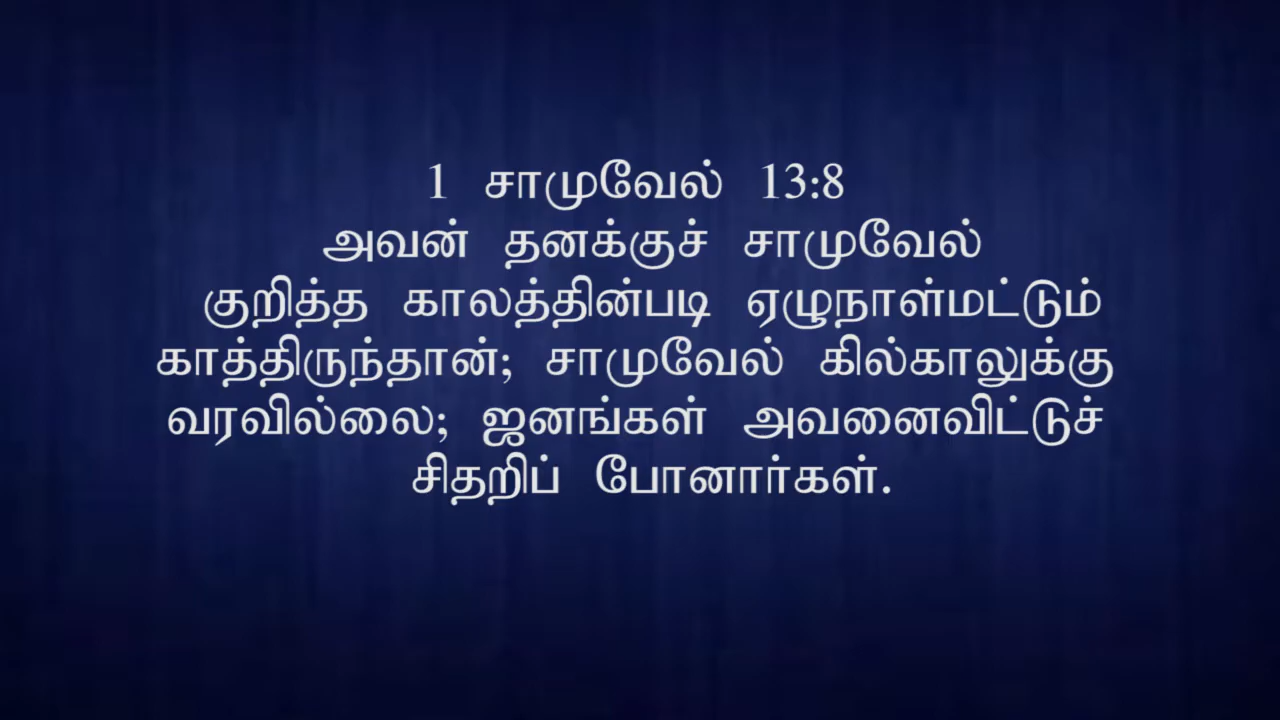 1 சாமுவேல் 13:8
அவன் தனக்குச் சாமுவேல்
குறித்த காலத்தின்படி ஏழுநாள்மட்டும்
காத்திருந்தான்; சாமுவேல் கில்காலுக்கு
வரவில்லை; ஜனங்கள் அவனைவிட்டுச்
சிதறிப் போனார்கள்.